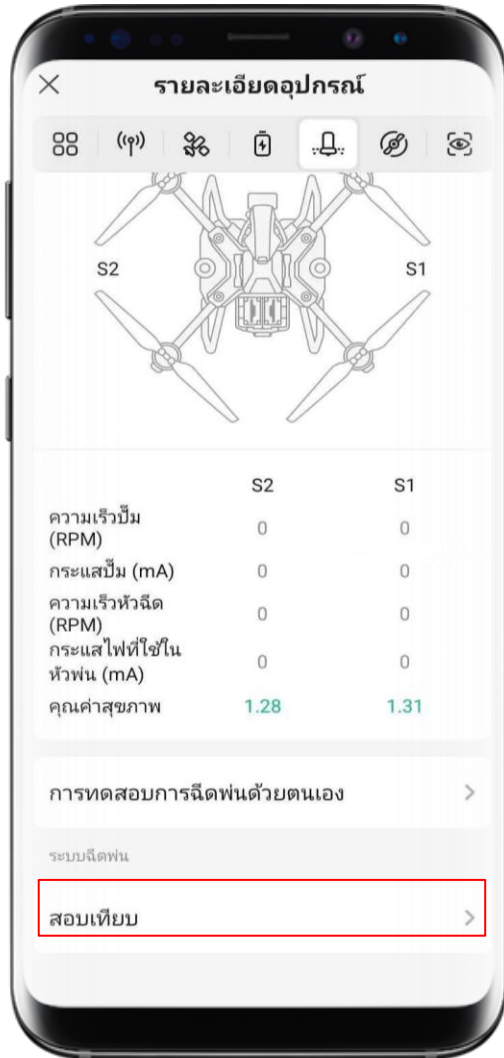 รายละเอียดอุปกรณ์
S2 S1
S2 S1
ความเร็วปั๊ม
(RPM) 0 0
กระแสปั๊ม (mA) 0 0
ความเร็วหัวฉีด
(RPM) 0 0
กระแสไฟที่ใช้ใน
หัวพ่น (mA) 0 0
คุณค่าสุขภาพ 1.28 1.31
การทดสอบการฉีดพ่นด้วยตนเอง
ระบบฉีดพ่น
สอบเทียบ